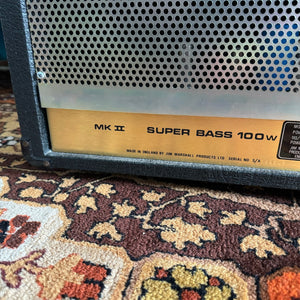 MK II SUPER BASS 100W
MADE IN ENGLAND BY JIM MARSHALL PRODUCTS LTD SERIAL NO S/A